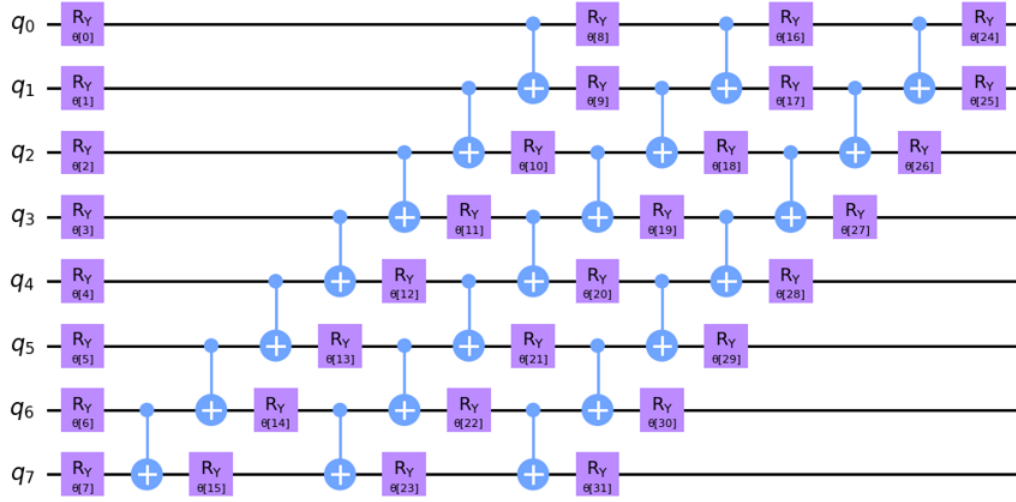 q0 RY θ[0] RY θ[8] RY θ[16] RY θ[24]
q1 RY θ[1] RY θ[9] RY θ[17] RY θ[25]
q2 RY θ[2] RY θ[10] RY θ[18] RY θ[26]
q3 RY θ[3] RY θ[11] RY θ[19] RY θ[27]
q4 RY θ[4] RY θ[12] RY θ[20] RY θ[28]
q5 RY θ[5] RY θ[13] RY θ[21] RY θ[29]
q6 RY θ[6] RY θ[14] RY θ[22] RY θ[30]
q7 RY θ[7] RY θ[15] RY θ[23] RY θ[31]